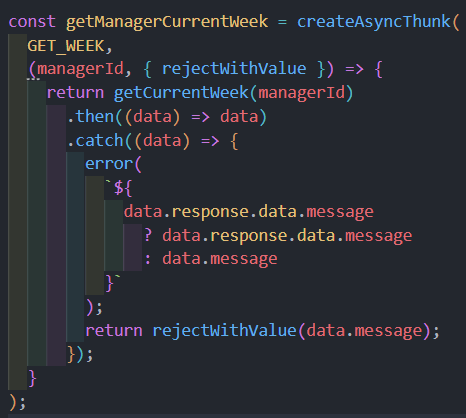 const getManagerCurrentWeek = createAsyncThunk(
  GET_WEEK,
  (managerId, { rejectWithValue }) => {
    return getCurrentWeek(managerId)
      .then((data) => data)
      .catch((data) => {
        error(
          `${
            data.response.data.message
              ? data.response.data.message
              : data.message
          }`
        );
        return rejectWithValue(data.message);
      });
  }
);